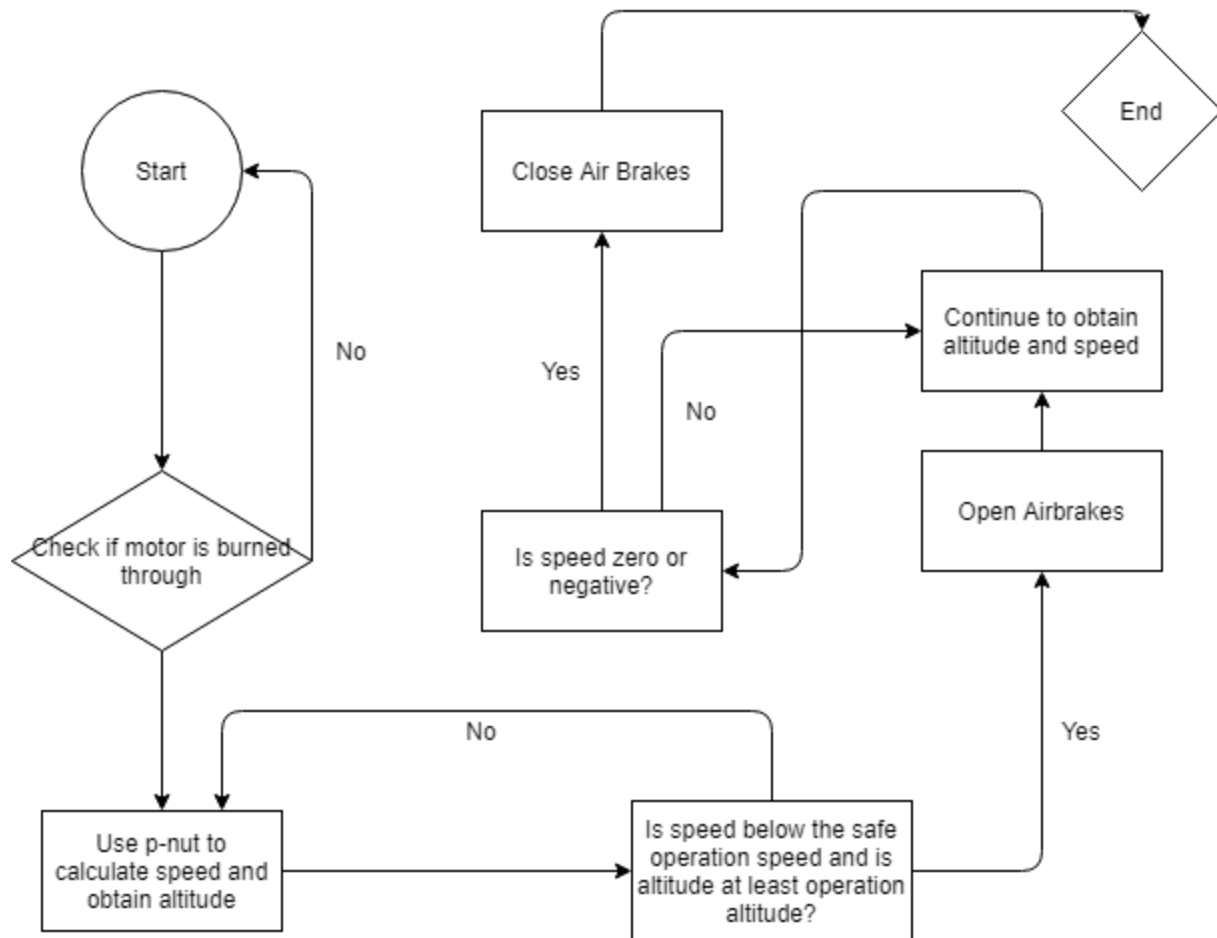 Start
No
Check if motor is burned
through
Use p-nut to
calculate speed and
obtain altitude
No
Is speed below the safe
operation speed and is
altitude at least operation
altitude?
Yes
Open Airbrakes
Continue to obtain
altitude and speed
Is speed zero or
negative?
No
Yes
Close Air Brakes
End